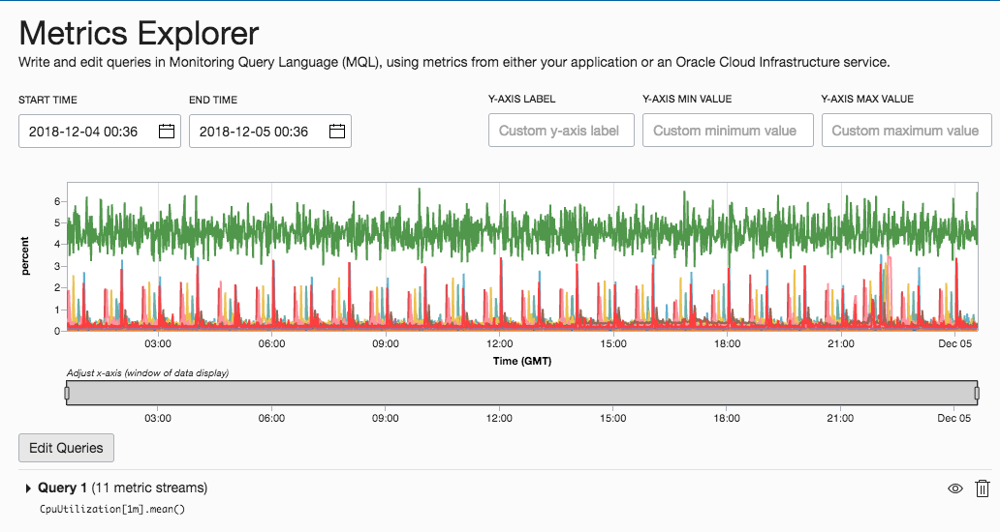 Metrics Explorer
Write and edit queries in Monitoring Query Language (MQL), using metrics from either your application or an Oracle Cloud Infrastructure service.
START TIME END TIME Y-AXIS LABEL Y-AXIS MIN VALUE Y-AXIS MAX VALUE
2018-12-04 00:36 2018-12-05 00:36 Custom y-axis label Custom minimum value Custom maximum value
6
5
4
3
2
1
0
percent
03:00 06:00 09:00 12:00 15:00 18:00 21:00 Dec 05
Time (GMT)
Adjust x-axis (window of data display)
03:00 06:00 09:00 12:00 15:00 18:00 21:00 Dec 05
Edit Queries
Query 1 (11 metric streams)
CpuUtilization[1m].mean()